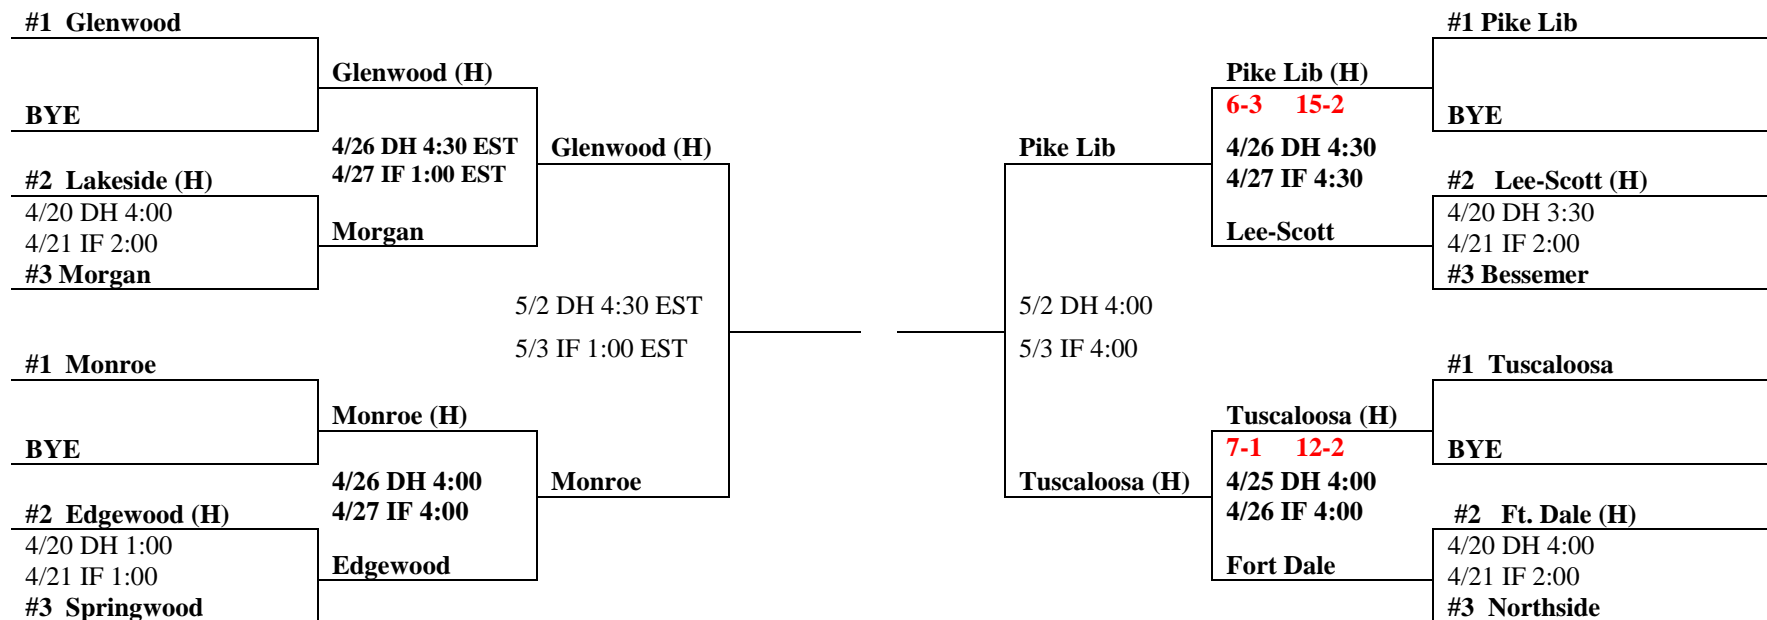 #1 Glenwood
BYE
#2 Lakeside (H)
4/20 DH 4:00
4/21 IF 2:00
#3 Morgan
#1 Monroe
BYE
#2 Edgewood (H)
4/20 DH 1:00
4/21 IF 1:00
#3 Springwood
Glenwood (H)
4/26 DH 4:30 EST
4/27 IF 1:00 EST
Morgan
Monroe (H)
4/26 DH 4:00
4/27 IF 4:00
Edgewood
Glenwood (H)
5/2 DH 4:30 EST
5/3 IF 1:00 EST
Monroe
Pike Lib
5/2 DH 4:00
5/3 IF 4:00
Tuscaloosa (H)
Pike Lib (H)
6-3 15-2
4/26 DH 4:30
4/27 IF 4:30
Lee-Scott
Tuscaloosa (H)
7-1 12-2
4/25 DH 4:00
4/26 IF 4:00
Fort Dale
#1 Pike Lib
BYE
#2 Lee-Scott (H)
4/20 DH 3:30
4/21 IF 2:00
#3 Bessemer
#1 Tuscaloosa
BYE
#2 Ft. Dale (H)
4/20 DH 4:00
4/21 IF 2:00
#3 Northside